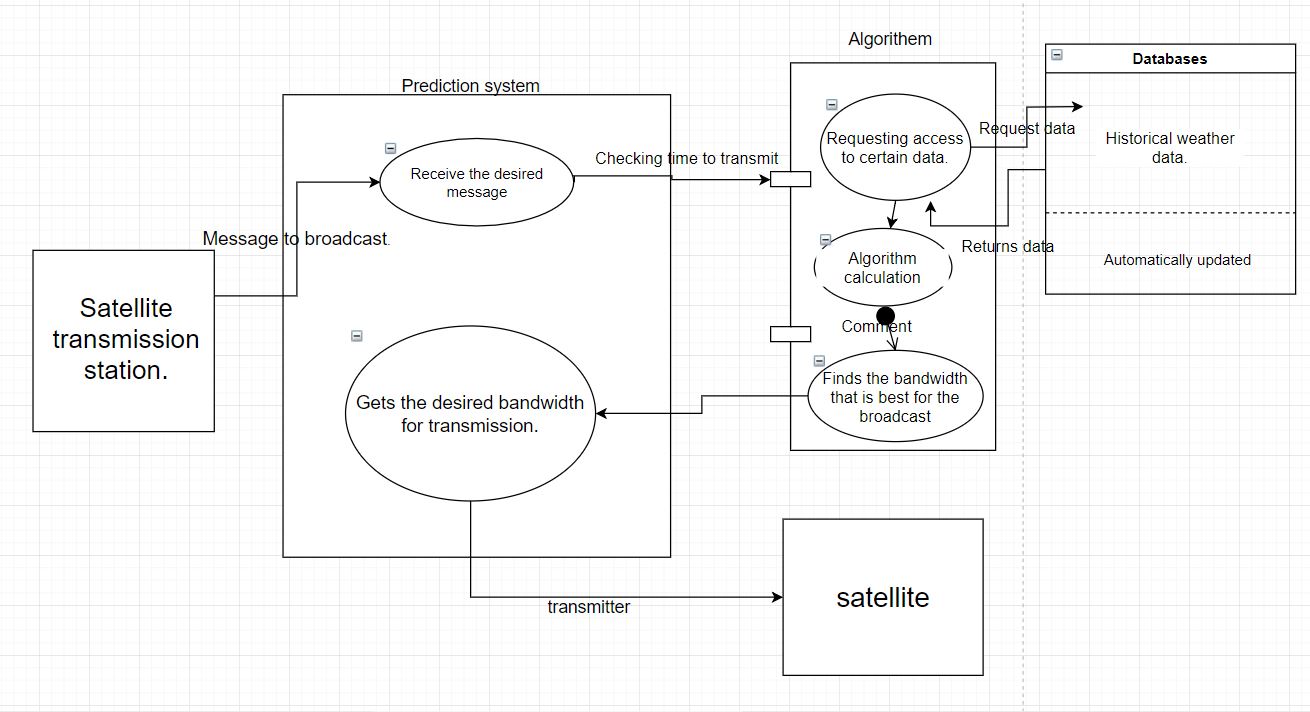 Algorithem
Databases
Prediction system
Requesting access
to certain data.
Request data
Historical weather
data.
Checking time to transmit
Receive the desired
message
Message to broadcast.
Returns data
Algorithm
calculation
Automatically updated
Satellite
transmission
station.
Comment
Finds the bandwidth
that is best for the
broadcast
Gets the desired bandwidth
for transmission.
satellite
transmitter